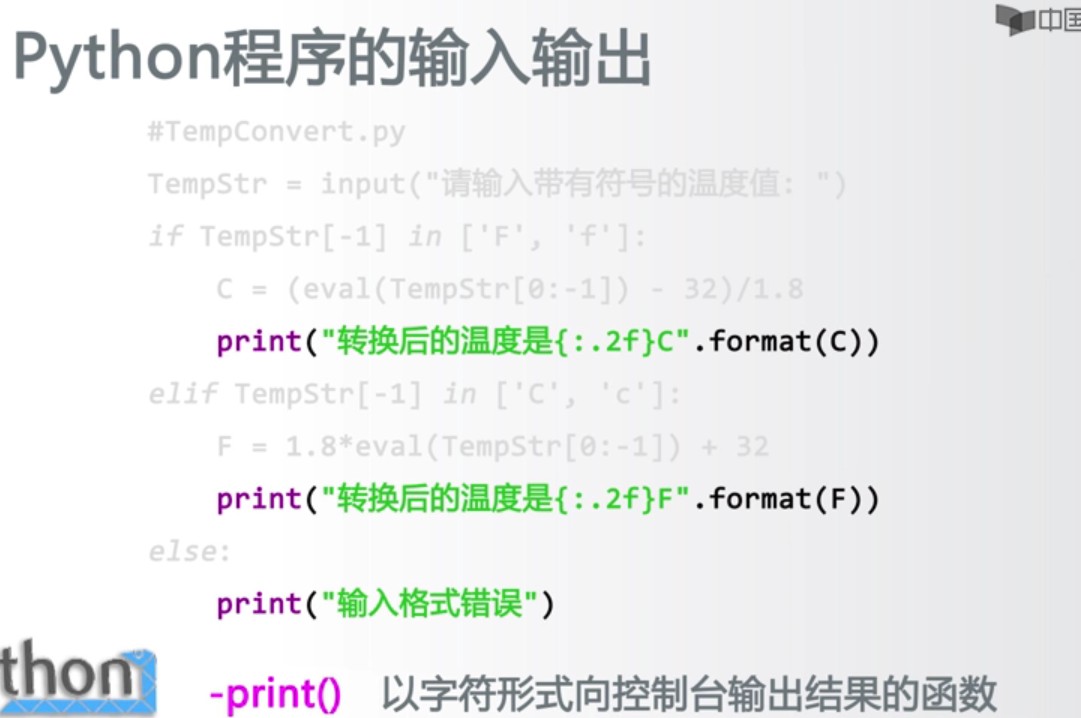 中国
Python程序的输入输出
#TempConvert.py
TempStr = input("请输入带有符号的温度值: ")
if TempStr[-1] in ['F', 'f']:
C = (eval(TempStr[0:-1]) - 32)/1.8
print("转换后的温度是{:.2f}C".format(C))
elif TempStr[-1] in ['C', 'c']:
F = 1.8*eval(TempStr[0:-1]) + 32
print("转换后的温度是{:.2f}F".format(F))
else:
print("输入格式错误")
thon
-print() 以字符形式向控制台输出结果的函数